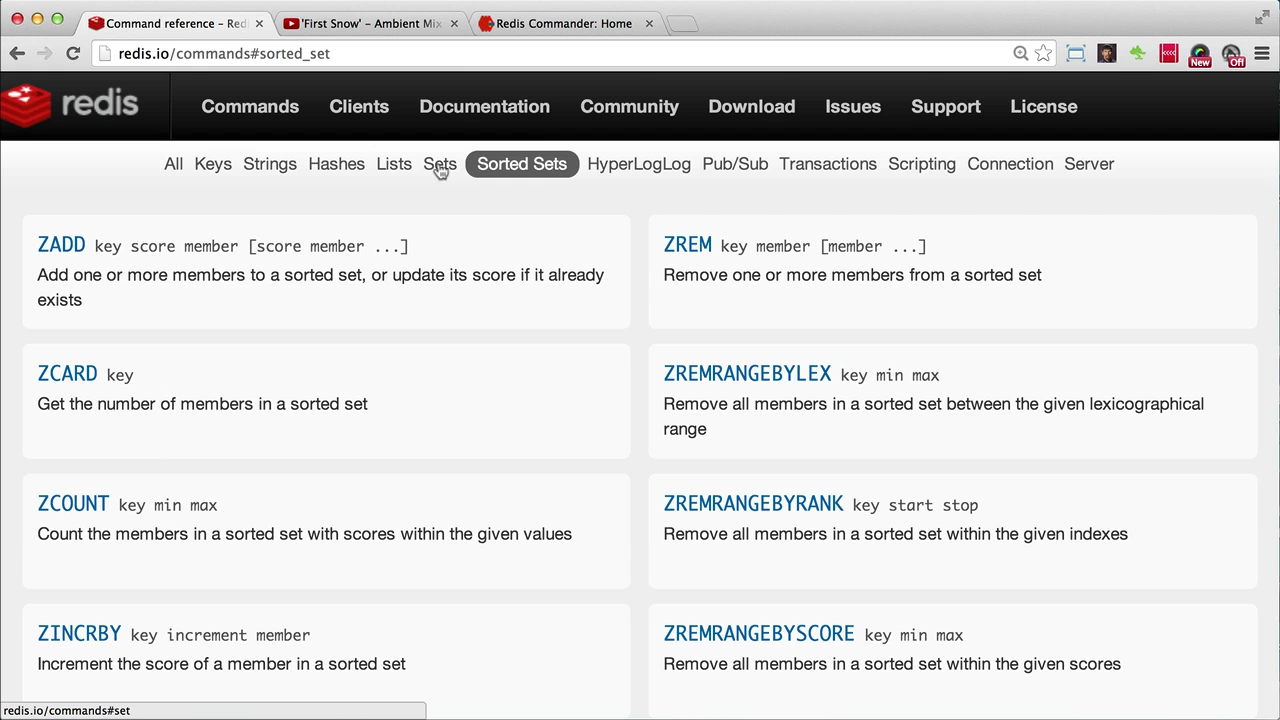 Command reference – Redi
'First Snow' – Ambient Mix
Redis Commander: Home
redis.io/commands#sorted_set
New
Off
redis
Commands
Clients
Documentation
Community
Download
Issues
Support
License
All
Keys
Strings
Hashes
Lists
Sets
Sorted Sets
HyperLogLog
Pub/Sub
Transactions
Scripting
Connection
Server
ZADD key score member [score member ...]
Add one or more members to a sorted set, or update its score if it already
exists
ZREM key member [member ...]
Remove one or more members from a sorted set
ZCARD key
Get the number of members in a sorted set
ZREMRANGEBYLEX key min max
Remove all members in a sorted set between the given lexicographical
range
ZCOUNT key min max
Count the members in a sorted set with scores within the given values
ZREMRANGEBYRANK key start stop
Remove all members in a sorted set within the given indexes
ZINCRBY key increment member
Increment the score of a member in a sorted set
ZREMRANGEBYSCORE key min max
Remove all members in a sorted set within the given scores
redis.io/commands#set